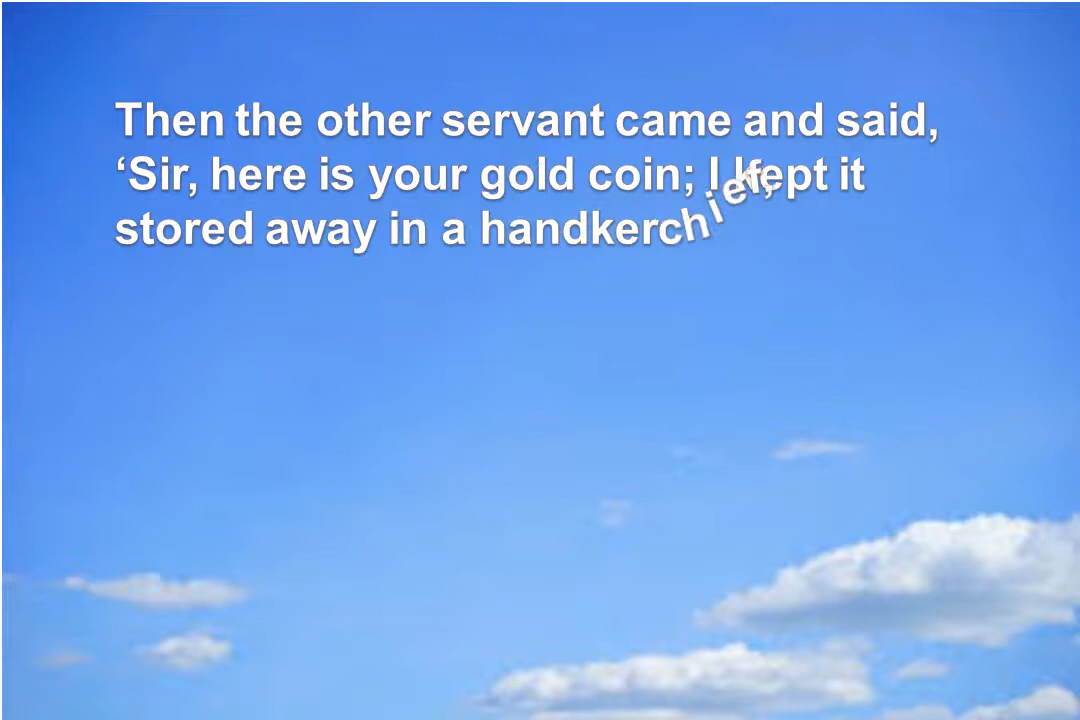 Then the other servant came and said,
‘Sir, here is your gold coin; I kept it
stored away in a handkerchief,